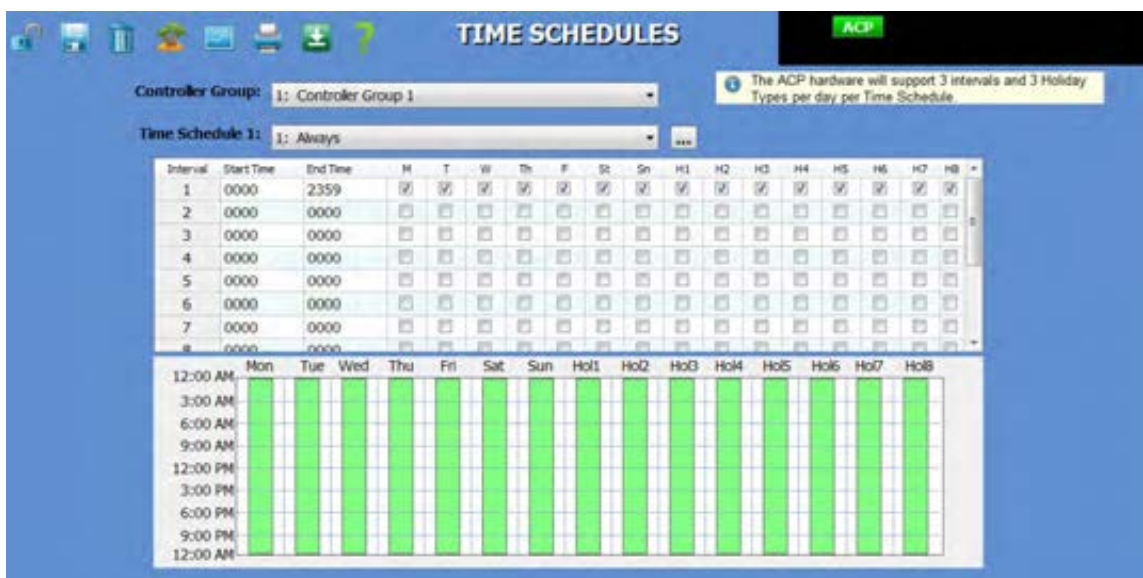 TIME SCHEDULES
ACP
Controller Group: 1: Controller Group 1
The ACP hardware will support 3 intervals and 3 Holiday
Types per day per Time Schedule.
Time Schedule 1: 1: Always ...
Interval Start Time End Time M T W Th F St Sn H1 H2 H3 H4 H5 H6 H7 H8
1 0000 2359
2 0000 0000
3 0000 0000
4 0000 0000
5 0000 0000
6 0000 0000
7 0000 0000
8 0000 0000
Mon Tue Wed Thu Fri Sat Sun Hol1 Hol2 Hol3 Hol4 Hol5 Hol6 Hol7 Hol8
12:00 AM
3:00 AM
6:00 AM
9:00 AM
12:00 PM
3:00 PM
6:00 PM
9:00 PM
12:00 AM